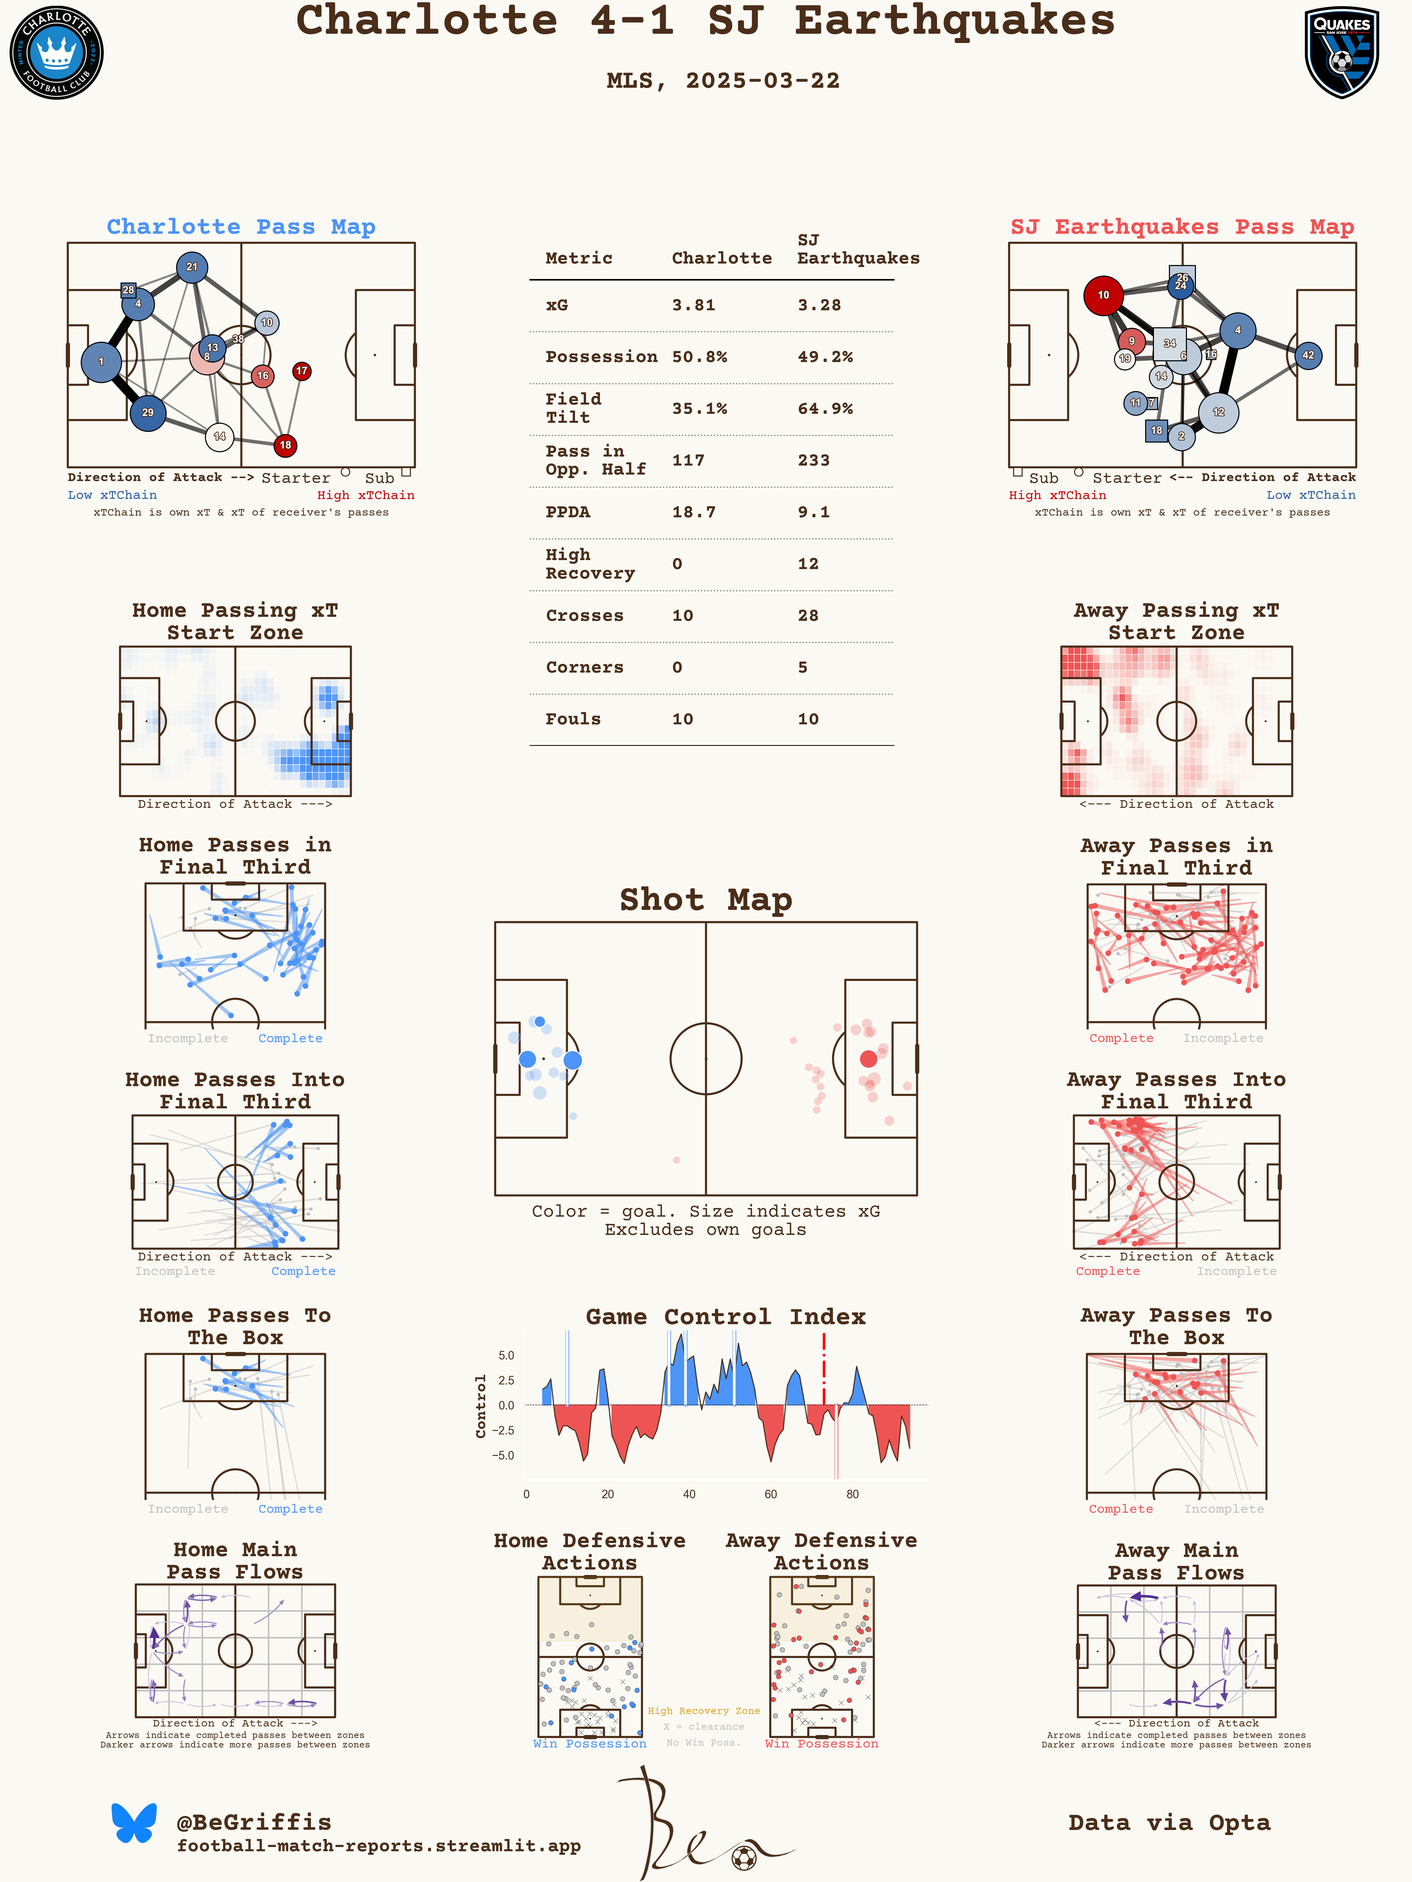 Charlotte 4-1 SJ Earthquakes
MLS, 2025-03-22
CHARLOTTE
MINTED
2022
FOOTBALL CLUB
QUAKES
SAN JOSE
Charlotte Pass Map
21
28
4
10
38
13
8
1
16
17
29
14
18
Direction of Attack --> Starter Sub
Low xTChain High xTChain
xTChain is own xT & xT of receiver's passes
Metric Charlotte SJ Earthquakes
xG 3.81 3.28
Possession 50.8% 49.2%
Field Tilt 35.1% 64.9%
Pass in Opp. Half 117 233
PPDA 18.7 9.1
High Recovery 0 12
Crosses 10 28
Corners 0 5
Fouls 10 10
SJ Earthquakes Pass Map
26
24
10
4
9
34
19
6
16
42
14
11
7
12
18
2
Sub Starter <-- Direction of Attack
High xTChain Low xTChain
xTChain is own xT & xT of receiver's passes
Home Passing xT
Start Zone
Direction of Attack --->
Away Passing xT
Start Zone
<--- Direction of Attack
Home Passes in
Final Third
Incomplete Complete
Away Passes in
Final Third
Complete Incomplete
Shot Map
Color = goal. Size indicates xG
Excludes own goals
Home Passes Into
Final Third
Direction of Attack --->
Incomplete Complete
Away Passes Into
Final Third
<--- Direction of Attack
Complete Incomplete
Home Passes To
The Box
Incomplete Complete
Game Control Index
Control
5.0
2.5
0.0
−2.5
−5.0
0 20 40 60 80
Away Passes To
The Box
Complete Incomplete
Home Main
Pass Flows
Direction of Attack --->
Arrows indicate completed passes between zones
Darker arrows indicate more passes between zones
Home Defensive
Actions
Win Possession
High Recovery Zone
X = clearance
No Win Poss.
Away Defensive
Actions
Win Possession
Away Main
Pass Flows
<--- Direction of Attack
Arrows indicate completed passes between zones
Darker arrows indicate more passes between zones
@BeGriffis
football-match-reports.streamlit.app
Ben
Data via Opta